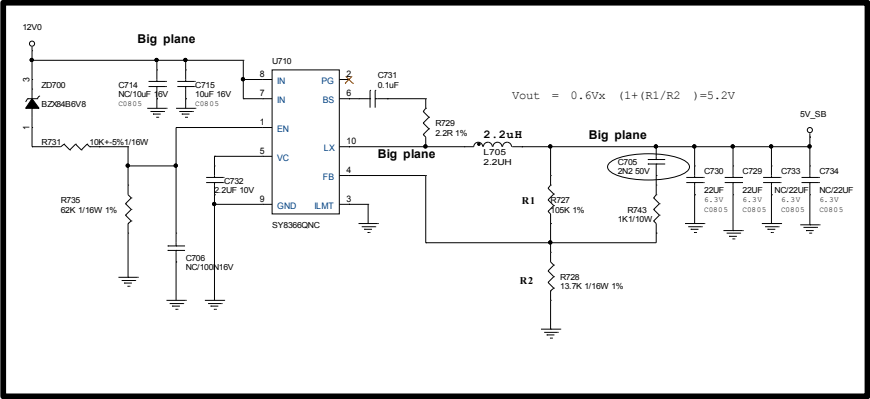 12V0
Big plane
U710
ZD700
BZX84B6V8
3
1
C714
NC/10uF 16V
C0805
C715
10uF 16V
C0805
8
IN
7
IN
1
EN
5
VC
9
GND
PG
2
BS
6
LX
10
FB
4
ILMT
3
SY8366QNC
C731
0.1uF
R729
2.2R 1%
Vout = 0.6Vx (1+(R1/R2 )=5.2V
5V_SB
R731
10K+-5%1/16W
Big plane
2.2uH
L705
2.2UH
Big plane
C732
2.2UF 10V
R735
62K 1/16W 1%
C706
NC/100N16V
R1
R727
105K 1%
C705
2N2 50V
R743
1K1/10W
C730
22UF
6.3V
C0805
C729
22UF
6.3V
C0805
C733
NC/22UF
6.3V
C0805
C734
NC/22UF
6.3V
C0805
R2
R728
13.7K 1/16W 1%